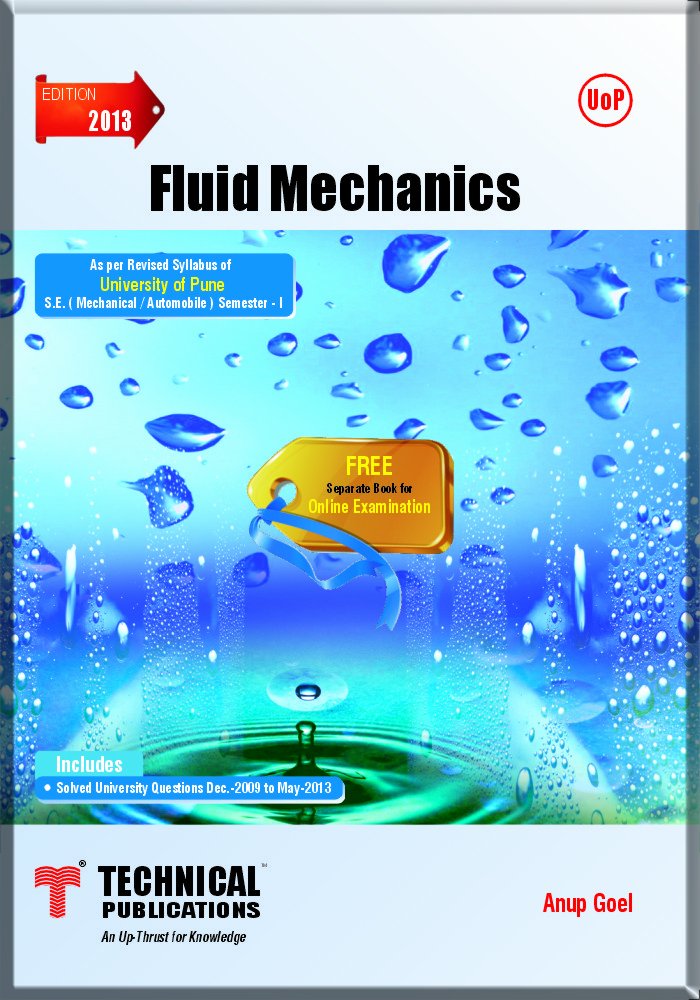 EDITION
2013
UoP
Fluid Mechanics
As per Revised Syllabus of
University of Pune
S.E. ( Mechanical / Automobile ) Semester - I
FREE
Separate Book for
Online Examination
Includes
• Solved University Questions Dec.-2009 to May-2013
® TECHNICAL ™
PUBLICATIONS
An Up-Thrust for Knowledge
Anup Goel